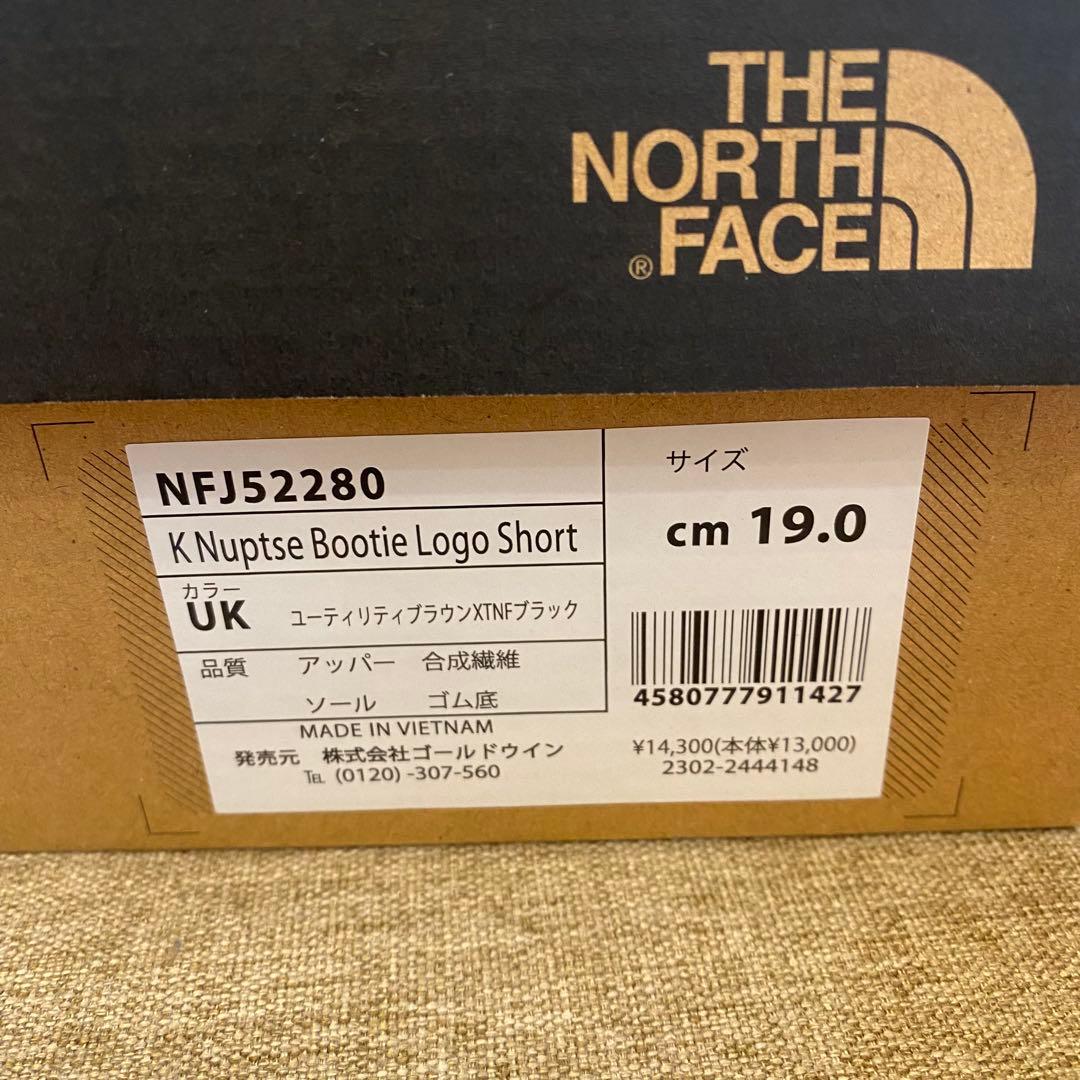 THE
NORTH
FACE
®
NFJ52280
K Nuptse Bootie Logo Short
カラー
UK ユーティリティブラウンXTNFブラック
品質 アッパー 合成繊維
ソール ゴム底
MADE IN VIETNAM
発売元 株式会社ゴールドウイン
℡ (0120) -307-560
サイズ
cm 19.0
4580777911427
¥14,300(本体¥13,000)
2302-2444148